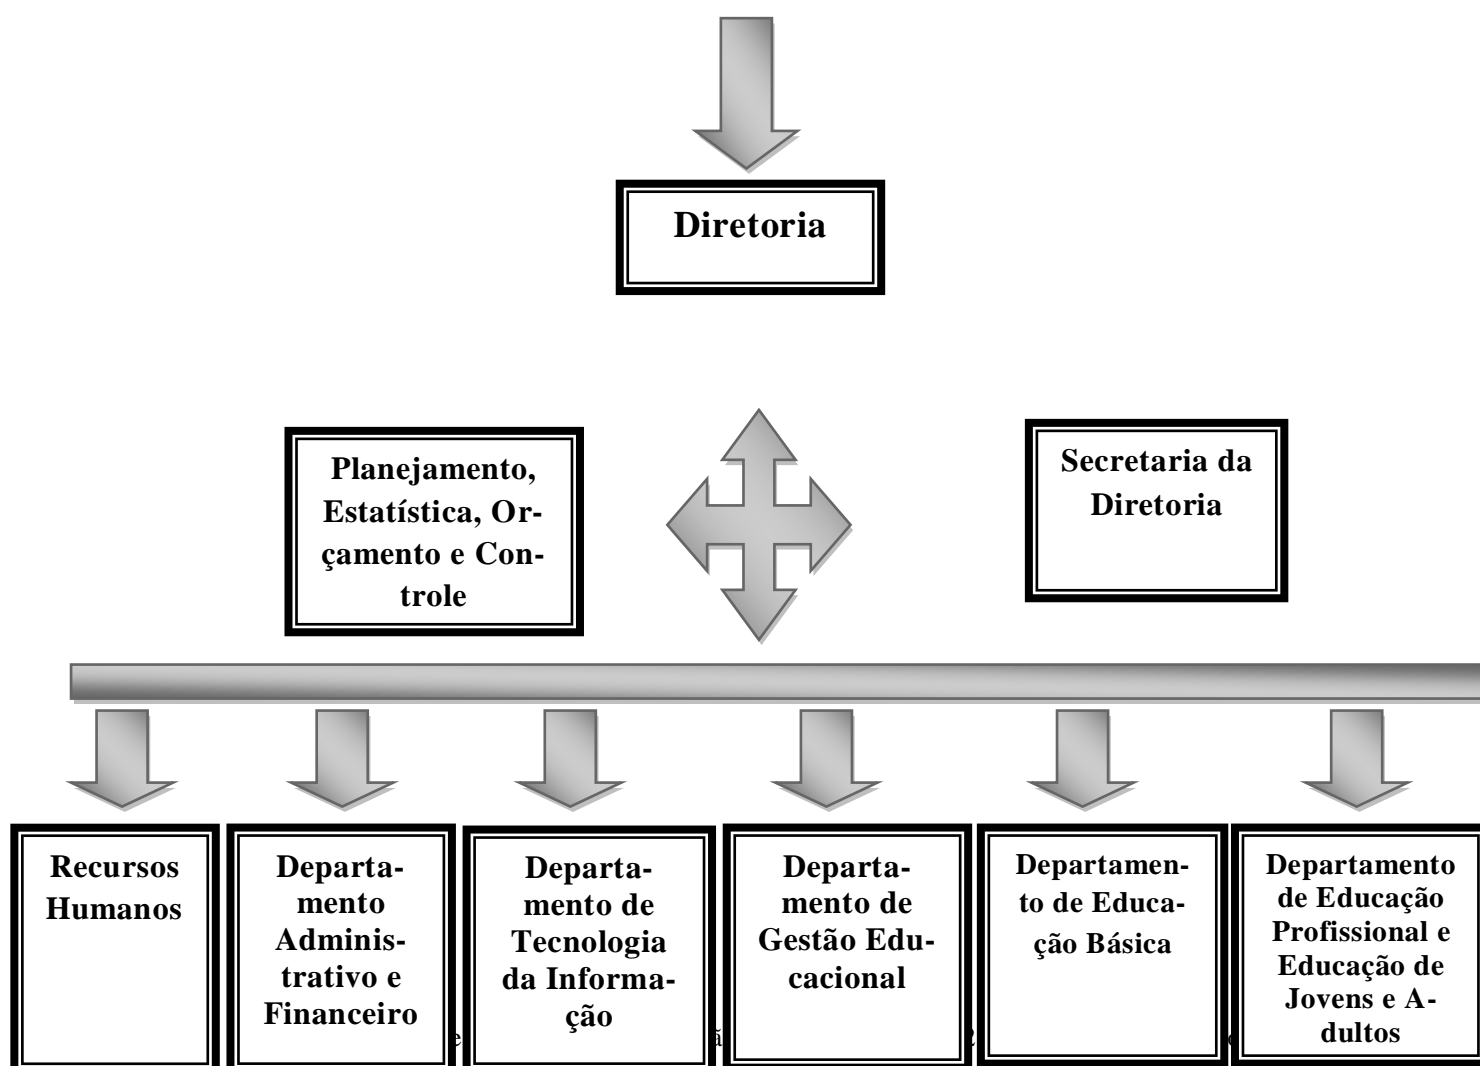 Diretoria
Planejamento,
Estatística, Or-
çamento e Con-
trole
Secretaria da
Diretoria
Recursos
Humanos
Departa-
mento
Adminis-
trativo e
Financeiro
Departa-
mento de
Tecnologia
da Informa-
ção
Departa-
mento de
Gestão Edu-
cacional
Departamen-
to de Educa-
ção Básica
Departamento
de Educação
Profissional e
Educação de
Jovens e A-
dultos